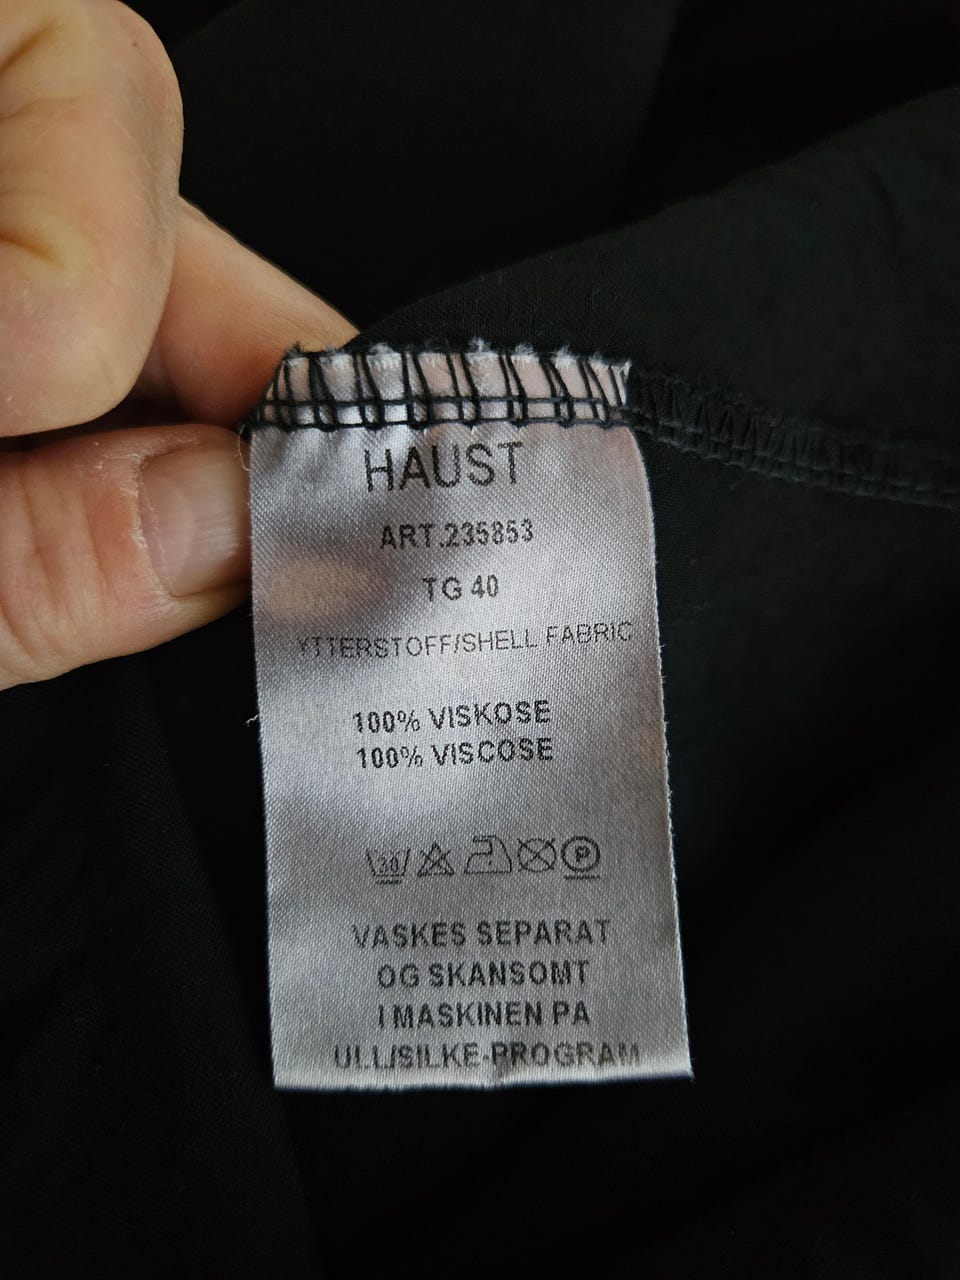 HAUST
ART.235853
TG 40
YTTERSTOFF/SHELL FABRIC
100% VISKOSE
100% VISCOSE
30 P
VASKES SEPARAT
OG SKANSOMT
I MASKINEN PA
ULL/SILKE-PROGRAM